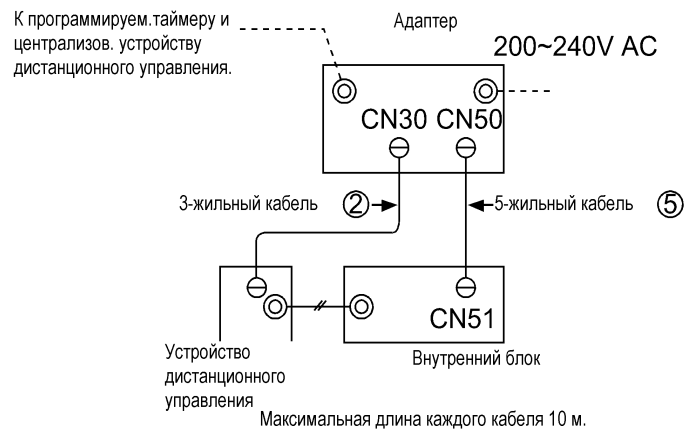 К программируем.таймеру и
централизов. устройству
дистанционного управления.
Адаптер
200~240V AC
CN30 CN50
3-жильный кабель 2
5-жильный кабель 5
CN51
Устройство
дистанционного
управления
Внутренний блок
Максимальная длина каждого кабеля 10 м.